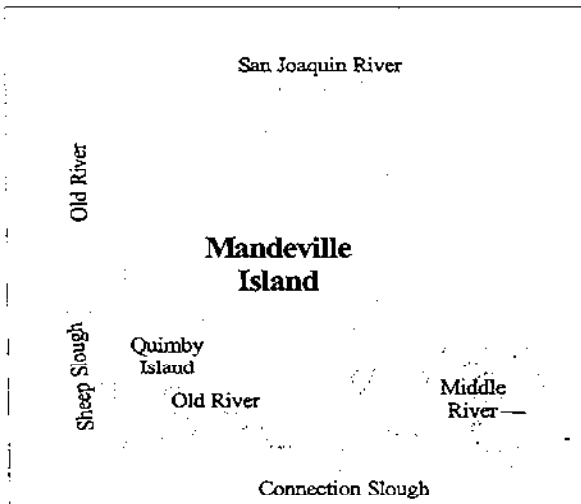 San Joaquin River
Old River
Mandeville
Island
Sheep Slough
Quimby
Island
Old River
Middle
River
Connection Slough